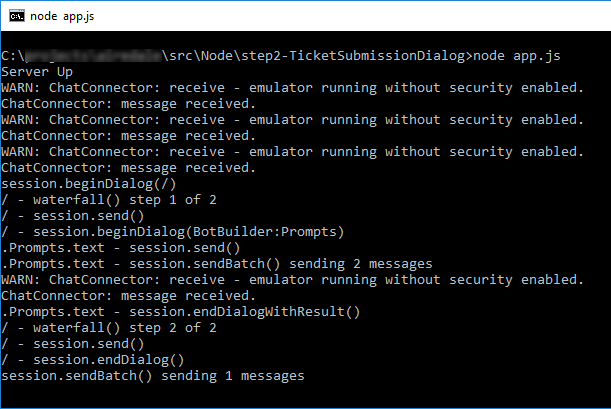 node app.js
C:\ \src\Node\step2-TicketSubmissionDialog>node app.js
Server Up
WARN: ChatConnector: receive - emulator running without security enabled.
ChatConnector: message received.
WARN: ChatConnector: receive - emulator running without security enabled.
ChatConnector: message received.
WARN: ChatConnector: receive - emulator running without security enabled.
ChatConnector: message received.
session.beginDialog(/)
/ - waterfall() step 1 of 2
/ - session.send()
/ - session.beginDialog(BotBuilder:Prompts)
.Prompts.text - session.send()
.Prompts.text - session.sendBatch() sending 2 messages
WARN: ChatConnector: receive - emulator running without security enabled.
ChatConnector: message received.
.Prompts.text - session.endDialogWithResult()
/ - waterfall() step 2 of 2
/ - session.send()
/ - session.endDialog()
session.sendBatch() sending 1 messages